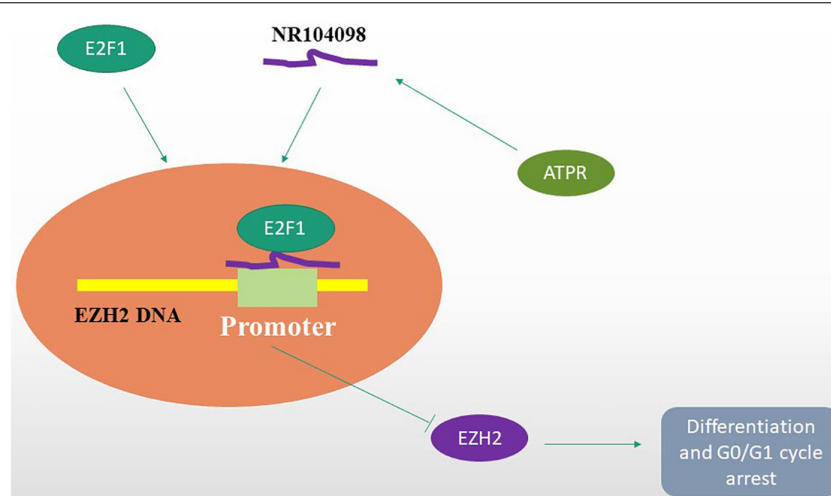 E2F1
NR104098
ATPR
E2F1
EZH2 DNA
Promoter
EZH2
Differentiation
and G0/G1 cycle
arrest